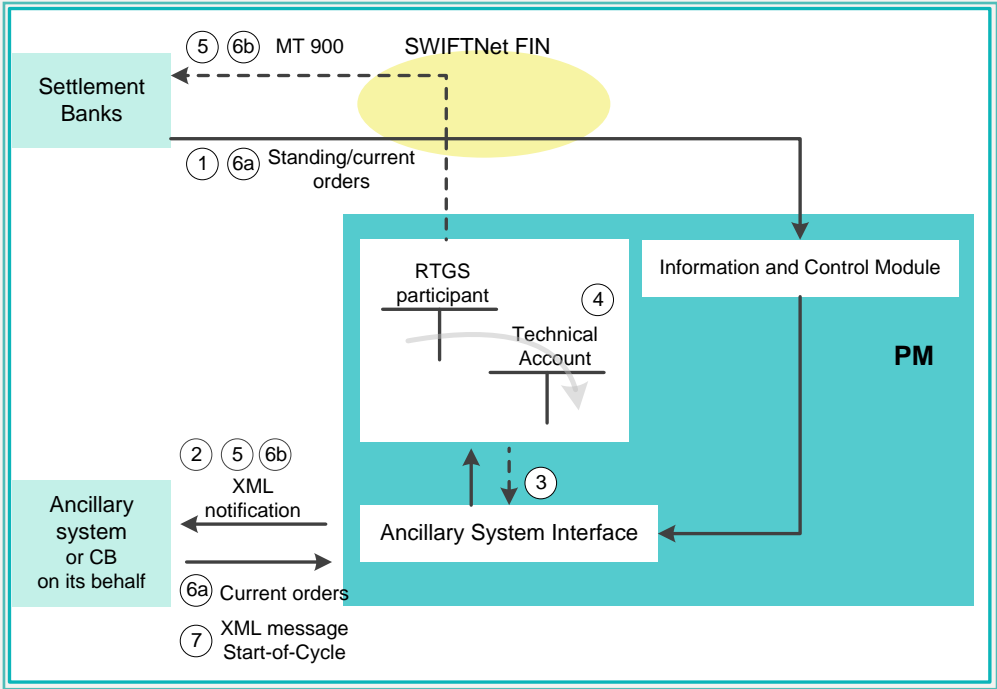 5 6b MT 900 SWIFTNet FIN
Settlement
Banks
1 6a Standing/current
orders
RTGS
participant
4
Technical
Account
Information and Control Module
PM
2 5 6b
XML
notification
3
Ancillary
system
or CB
on its behalf
Ancillary System Interface
6a Current orders
7 XML message
Start-of-Cycle